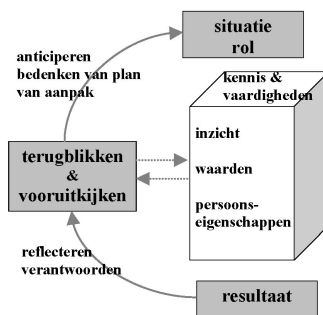 situatie
rol
anticiperen
bedenken van plan
van aanpak
kennis &
vaardigheden
inzicht
waarden
persoons-
eigenschappen
terugblikken
&
vooruitkijken
reflecteren
verantwoorden
resultaat